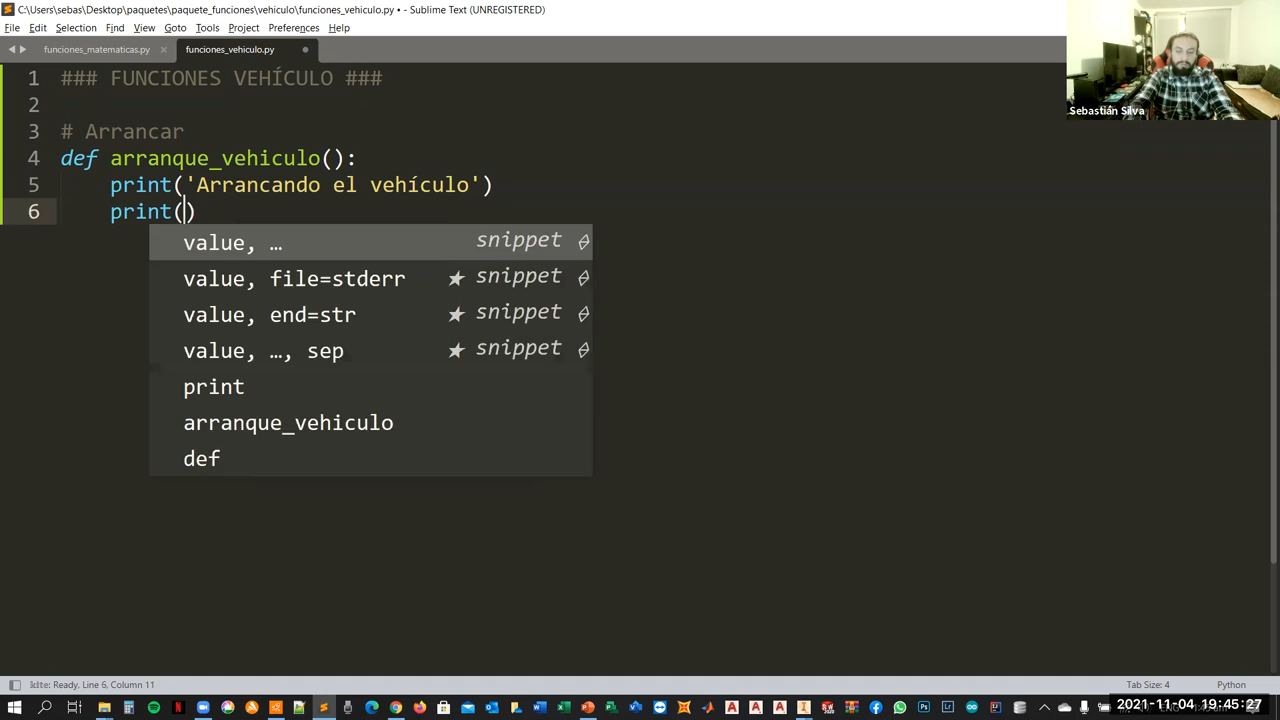 C:\Users\sebas\Desktop\paquetes\paquete_funciones\vehiculo\funciones_vehiculo.py • - Sublime Text (UNREGISTERED)
File Edit Selection Find View Goto Tools Project Preferences Help
funciones_matematicas.py × funciones_vehiculo.py
Sebastián Silva
1 ### FUNCIONES VEHÍCULO ###
2
3 # Arrancar
4 def arranque_vehiculo():
5 print('Arrancando el vehículo')
6 print()
value, … snippet
value, file=stderr ★ snippet
value, end=str ★ snippet
value, …, sep ★ snippet
print
arranque_vehiculo
def
Ready, Line 6, Column 11 Tab Size: 4 Python
2021-11-04 19:45:27